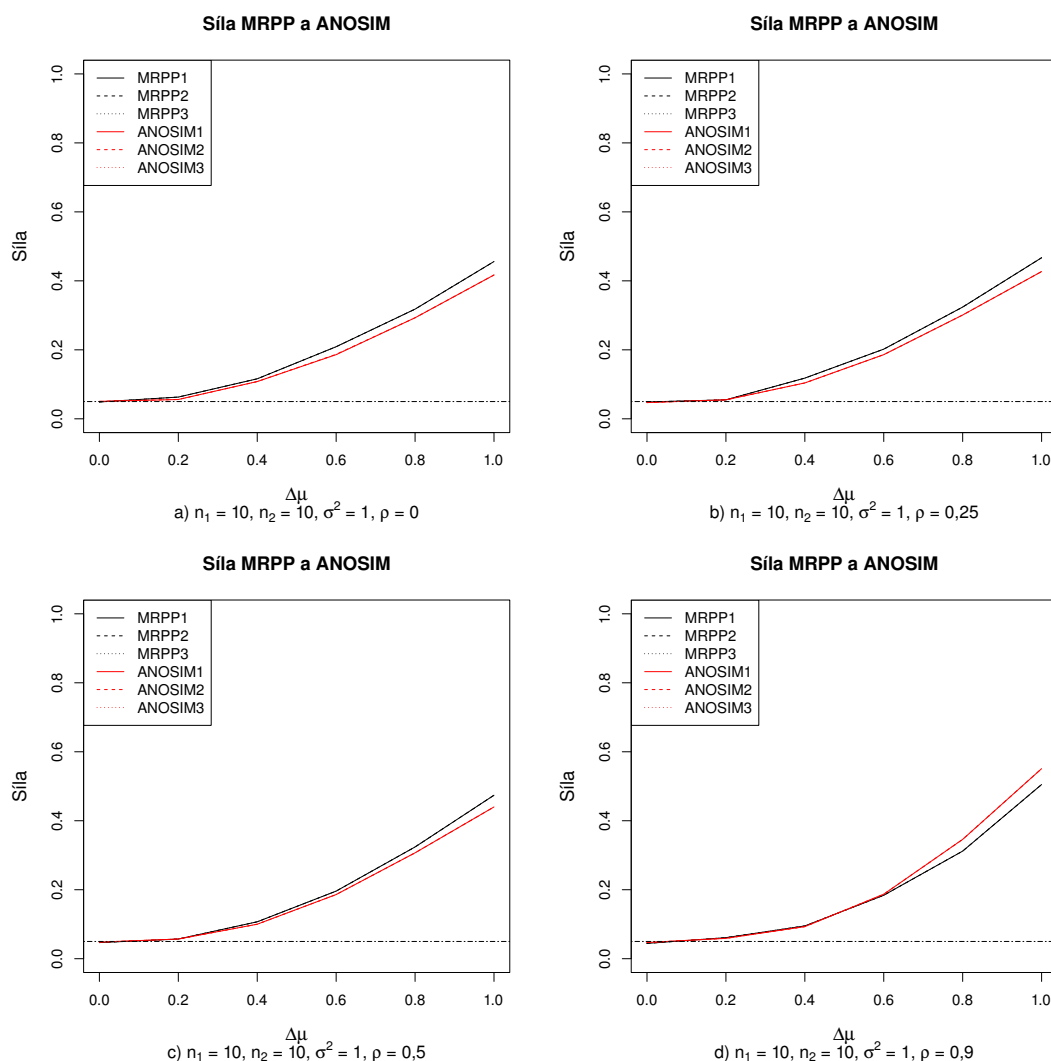 Síla MRPP a ANOSIM
MRPP1
MRPP2
MRPP3
ANOSIM1
ANOSIM2
ANOSIM3
1.0
0.8
0.6
0.4
0.2
0.0
Síla
0.0 0.2 0.4 0.6 0.8 1.0
Δμ
a) n₁ = 10, n₂ = 10, σ² = 1, ρ = 0
Síla MRPP a ANOSIM
MRPP1
MRPP2
MRPP3
ANOSIM1
ANOSIM2
ANOSIM3
1.0
0.8
0.6
0.4
0.2
0.0
Síla
0.0 0.2 0.4 0.6 0.8 1.0
Δμ
b) n₁ = 10, n₂ = 10, σ² = 1, ρ = 0,25
Síla MRPP a ANOSIM
MRPP1
MRPP2
MRPP3
ANOSIM1
ANOSIM2
ANOSIM3
1.0
0.8
0.6
0.4
0.2
0.0
Síla
0.0 0.2 0.4 0.6 0.8 1.0
Δμ
c) n₁ = 10, n₂ = 10, σ² = 1, ρ = 0,5
Síla MRPP a ANOSIM
MRPP1
MRPP2
MRPP3
ANOSIM1
ANOSIM2
ANOSIM3
1.0
0.8
0.6
0.4
0.2
0.0
Síla
0.0 0.2 0.4 0.6 0.8 1.0
Δμ
d) n₁ = 10, n₂ = 10, σ² = 1, ρ = 0,9